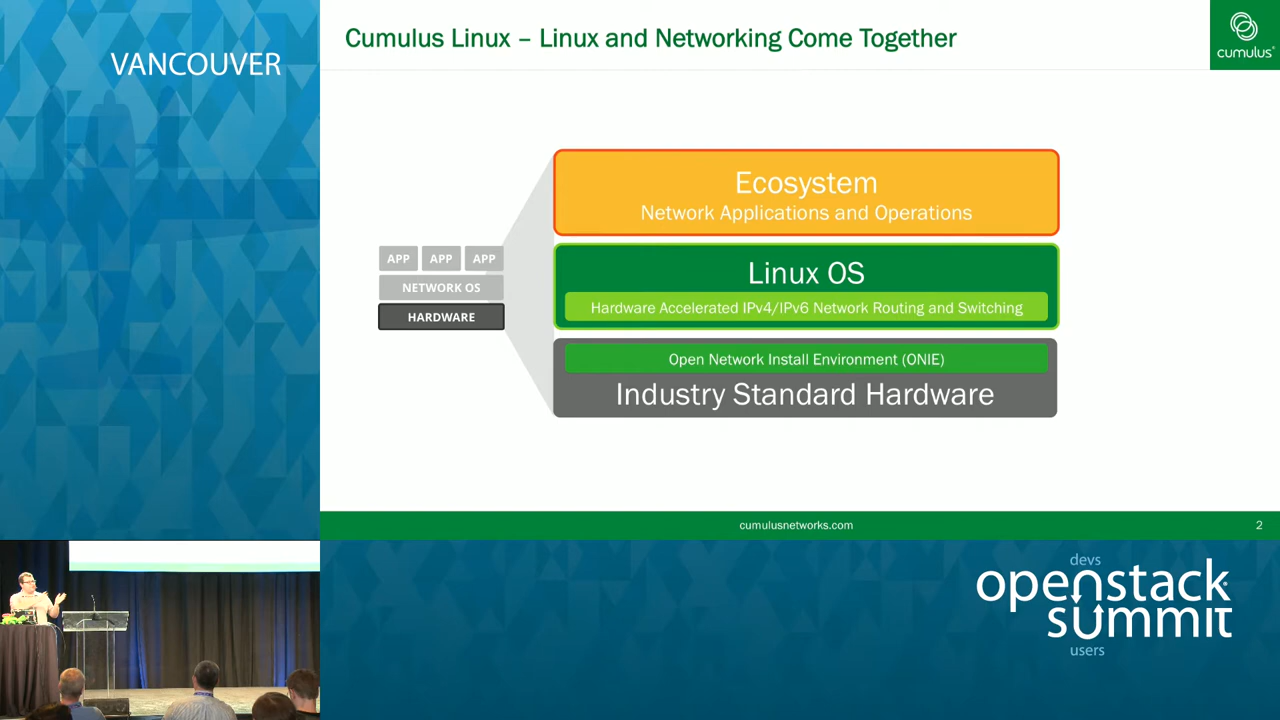 VANCOUVER
Cumulus Linux – Linux and Networking Come Together
cumulus®
Ecosystem
Network Applications and Operations
APP APP APP
NETWORK OS
HARDWARE
Linux OS
Hardware Accelerated IPv4/IPv6 Network Routing and Switching
Open Network Install Environment (ONIE)
Industry Standard Hardware
cumulusnetworks.com
2
devs
openstack
summit
users